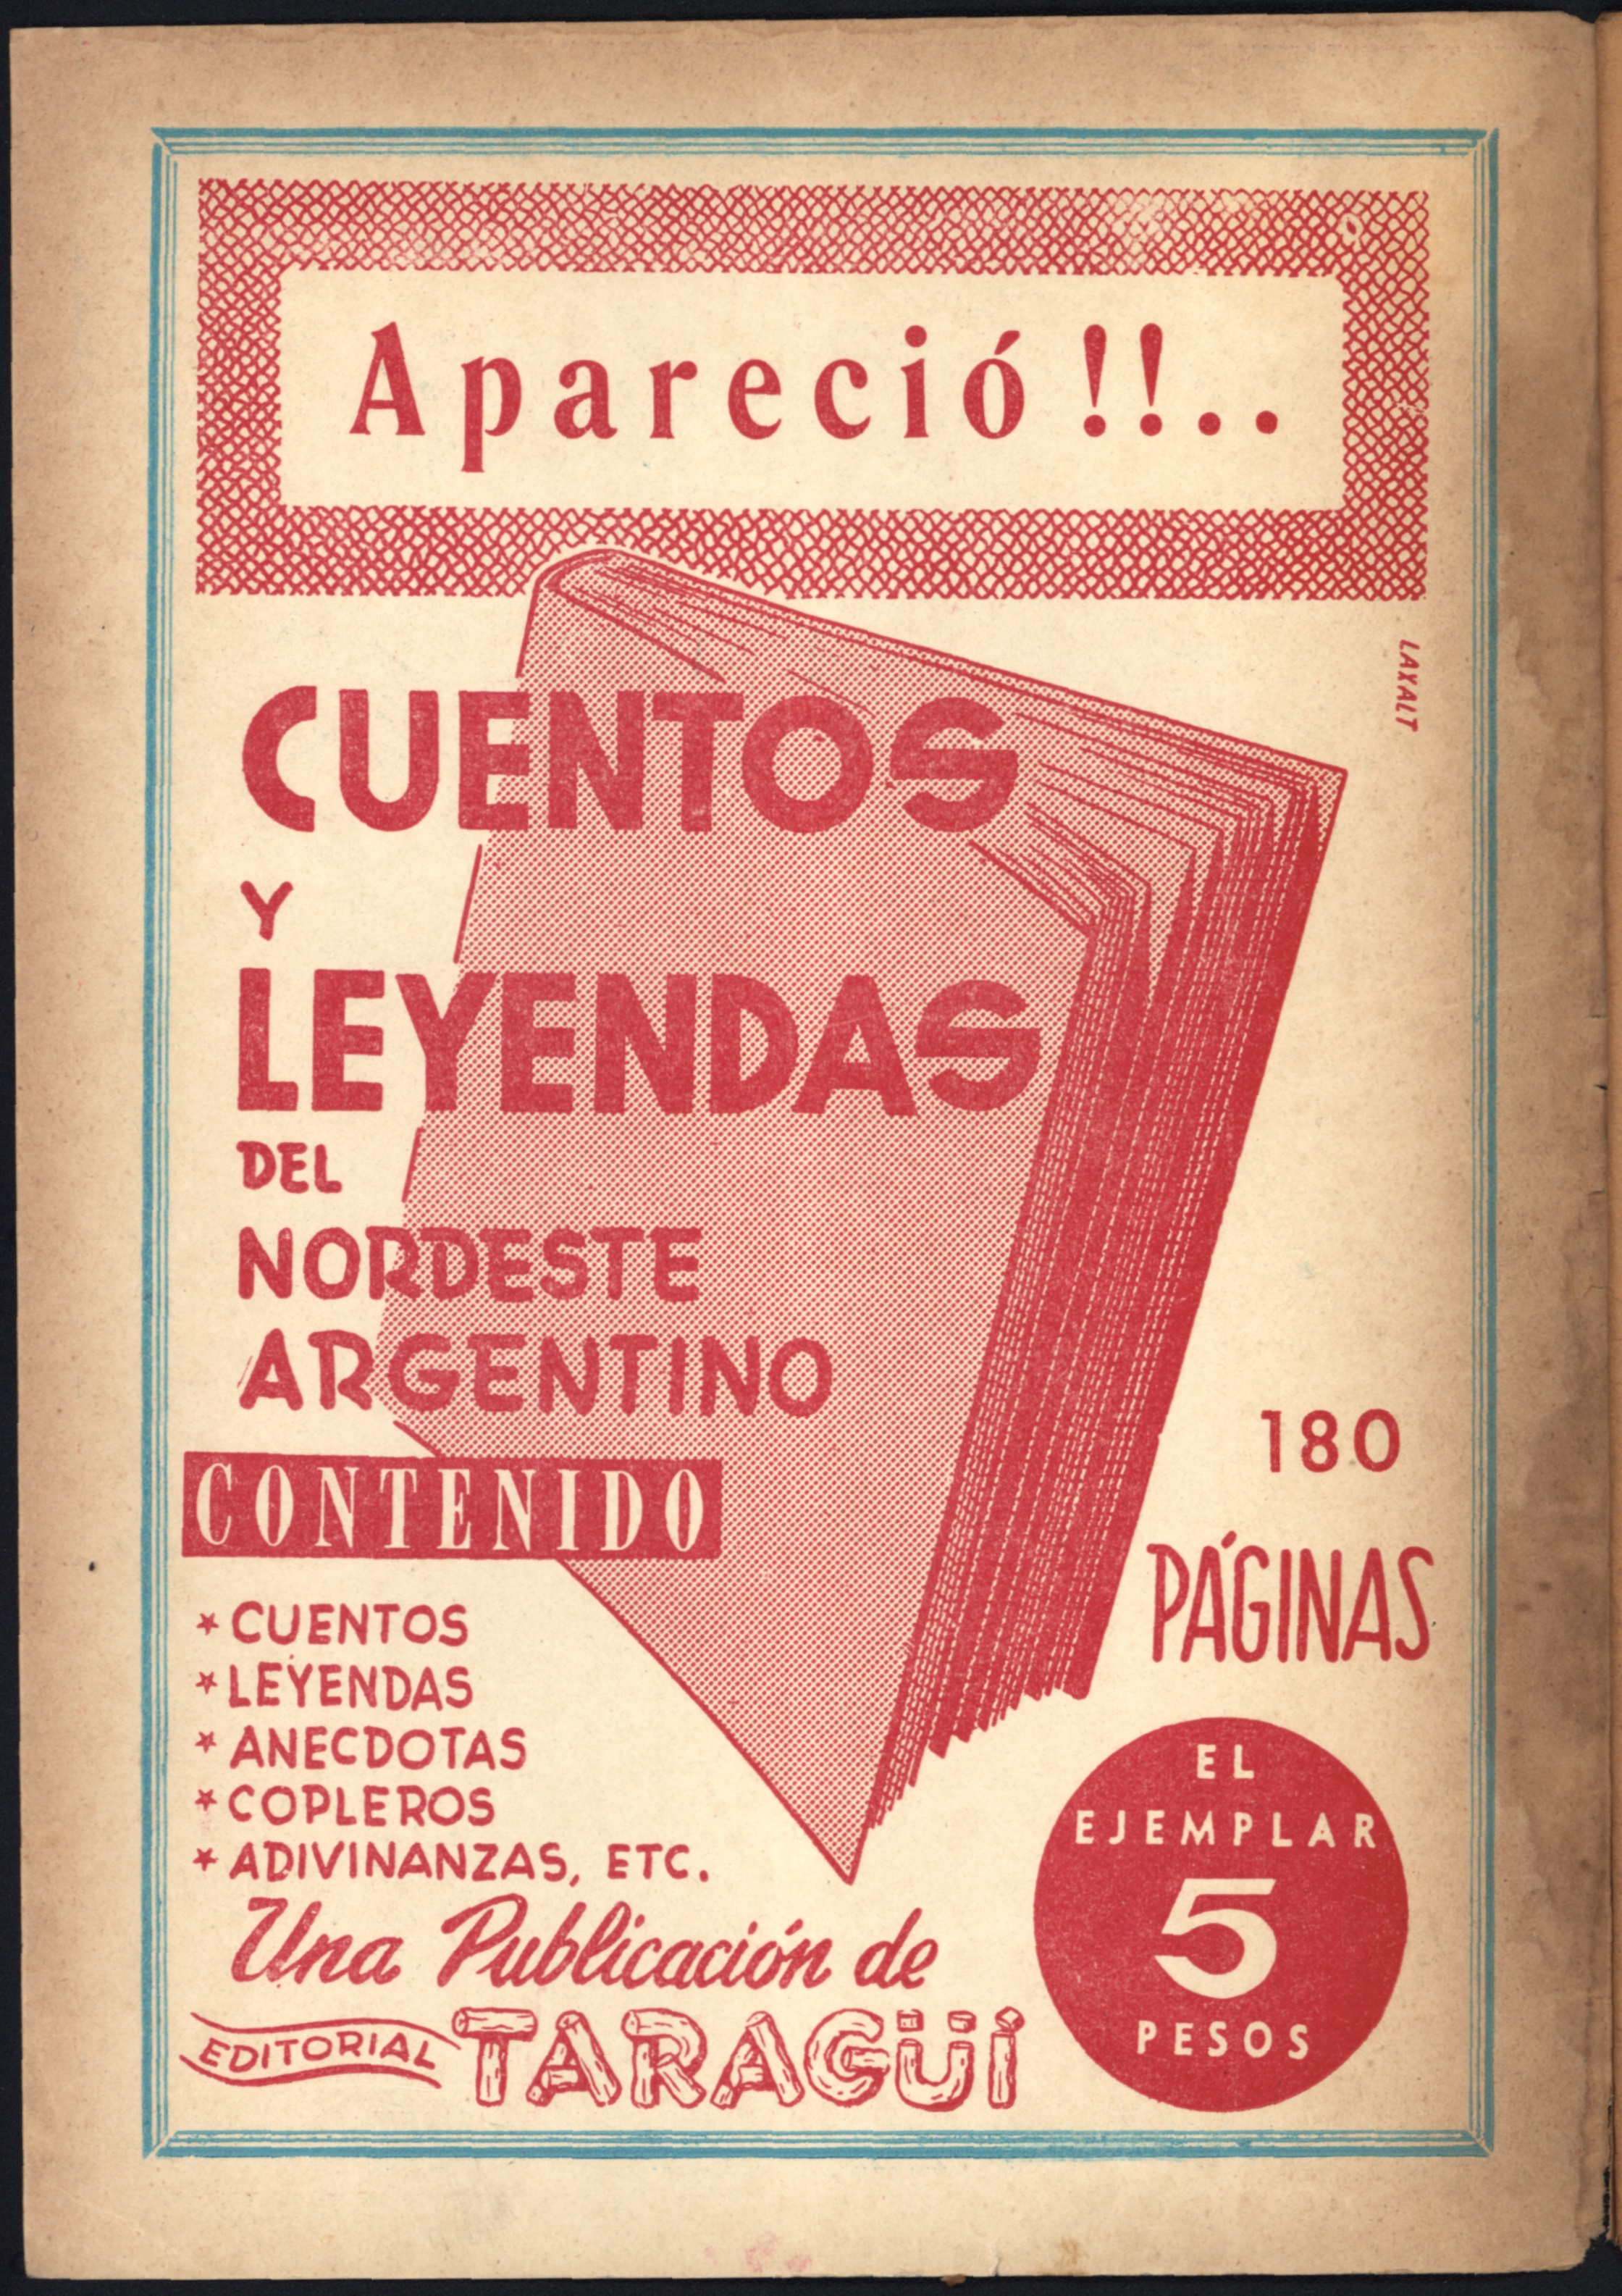 Apareció!!..
LAXALT
CUENTOS
Y
LEYENDAS
DEL
NORDESTE
ARGENTINO
CONTENIDO
* CUENTOS
* LEYENDAS
* ANECDOTAS
* COPLEROS
* ADIVINANZAS, ETC.
180
PÁGINAS
Una Publicación de
EDITORIAL TARAGÜÍ
EL
EJEMPLAR
5
PESOS